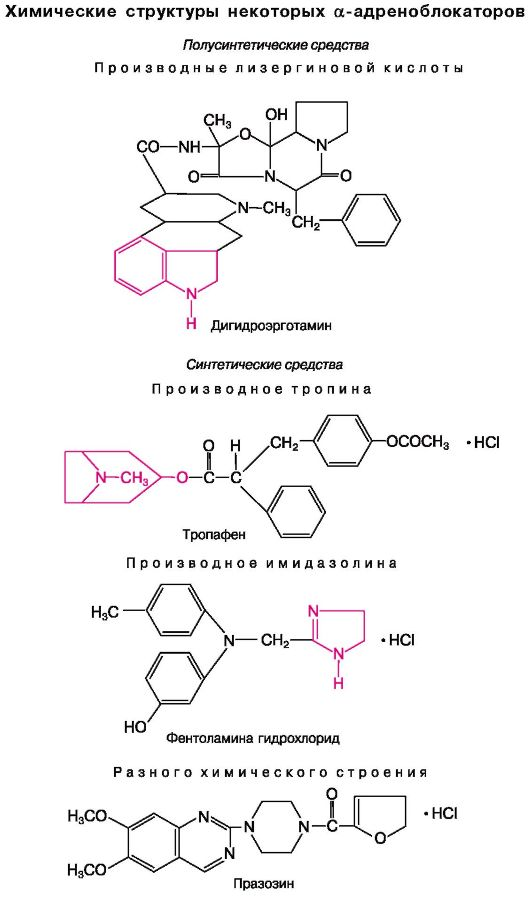 Химические структуры некоторых α-адреноблокаторов
Полусинтетические средства
Производные лизергиновой кислоты
OH
CH₃
O
CO—NH
N
O
N
O
N—CH₃
CH₂
N
H
Дигидроэрготамин
Синтетические средства
Производное тропина
O
H
CH₂
OCOCH₃
· HCl
N—CH₃
O
C
C
Тропафен
Производное имидазолина
H₃C
N
N
CH₂
· HCl
N
H
HO
Фентоламина гидрохлорид
Разного химического строения
O
H₃CO
N
N
N
C
· HCl
O
H₃CO
N
Празозин